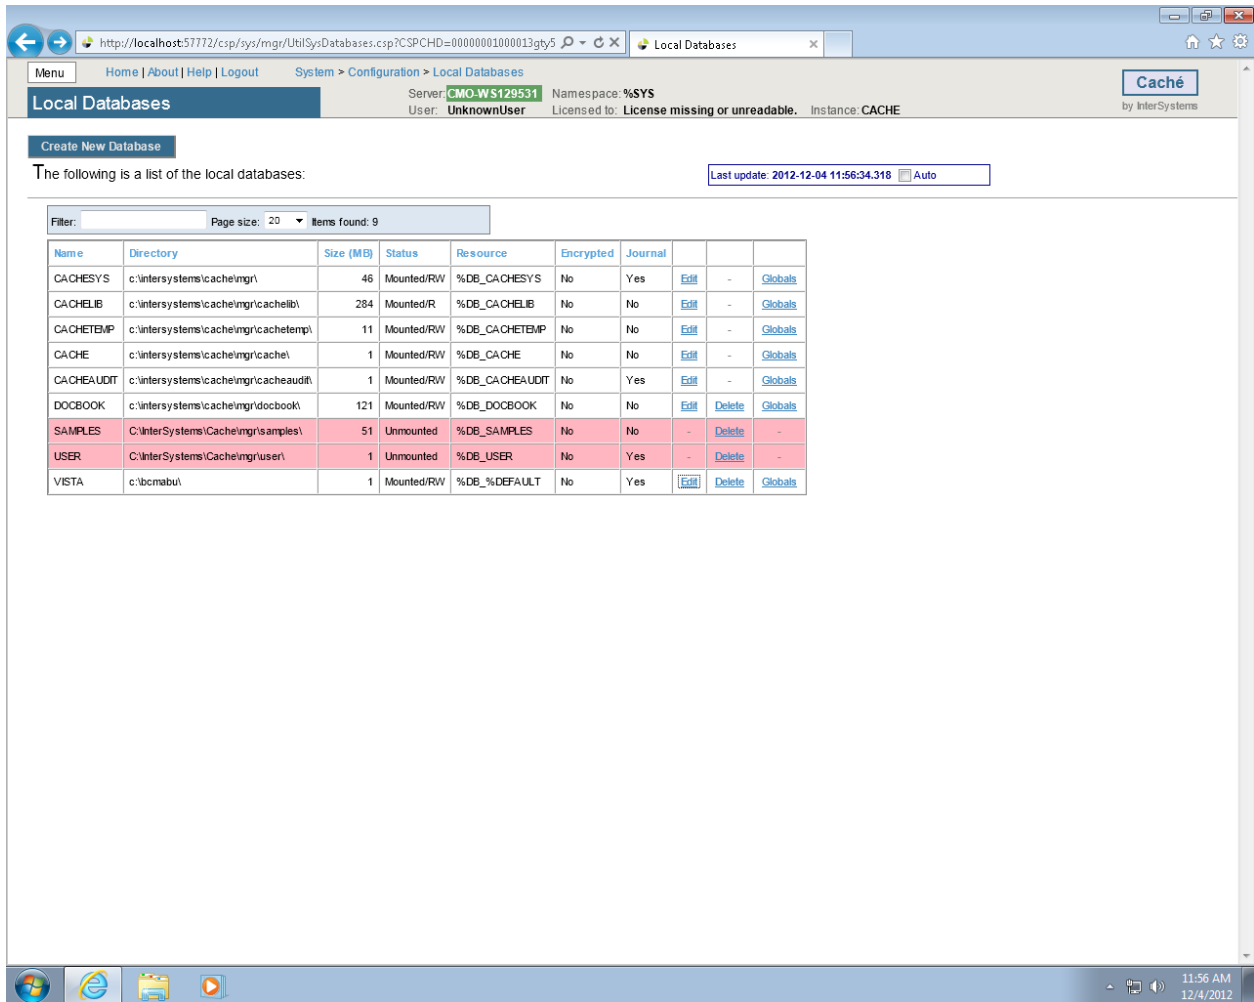 http://localhost:57772/csp/sys/mgr/UtilSysDatabases.csp?CSPCHD=00000001000013gty5
Local Databases
Menu Home | About | Help | Logout System > Configuration > Local Databases
Caché
by InterSystems
Local Databases
Server: CMO-WS129531 Namespace: %SYS
User: UnknownUser Licensed to: License missing or unreadable. Instance: CACHE
Create New Database
The following is a list of the local databases:
Last update: 2012-12-04 11:56:34.318 Auto
Filter: Page size: 20 Items found: 9
Name Directory Size (MB) Status Resource Encrypted Journal
CACHESYS c:\intersystems\cache\mgr\ 46 Mounted/RW %DB_CACHESYS No Yes Edit - Globals
CACHELIB c:\intersystems\cache\mgr\cachelib\ 284 Mounted/R %DB_CACHELIB No No Edit - Globals
CACHETEMP c:\intersystems\cache\mgr\cachetemp\ 11 Mounted/RW %DB_CACHETEMP No No Edit - Globals
CACHE c:\intersystems\cache\mgr\cache\ 1 Mounted/RW %DB_CACHE No No Edit - Globals
CACHEAUDIT c:\intersystems\cache\mgr\cacheaudit\ 1 Mounted/RW %DB_CACHEAUDIT No Yes Edit - Globals
DOCBOOK c:\intersystems\cache\mgr\docbook\ 121 Mounted/RW %DB_DOCBOOK No No Edit Delete Globals
SAMPLES C:\InterSystems\Cache\mgr\samples\ 51 Unmounted %DB_SAMPLES No No - Delete -
USER C:\InterSystems\Cache\mgr\user\ 1 Unmounted %DB_USER No Yes - Delete -
VISTA c:\bcmabu\ 1 Mounted/RW %DB_%DEFAULT No Yes Edit Delete Globals
11:56 AM
12/4/2012